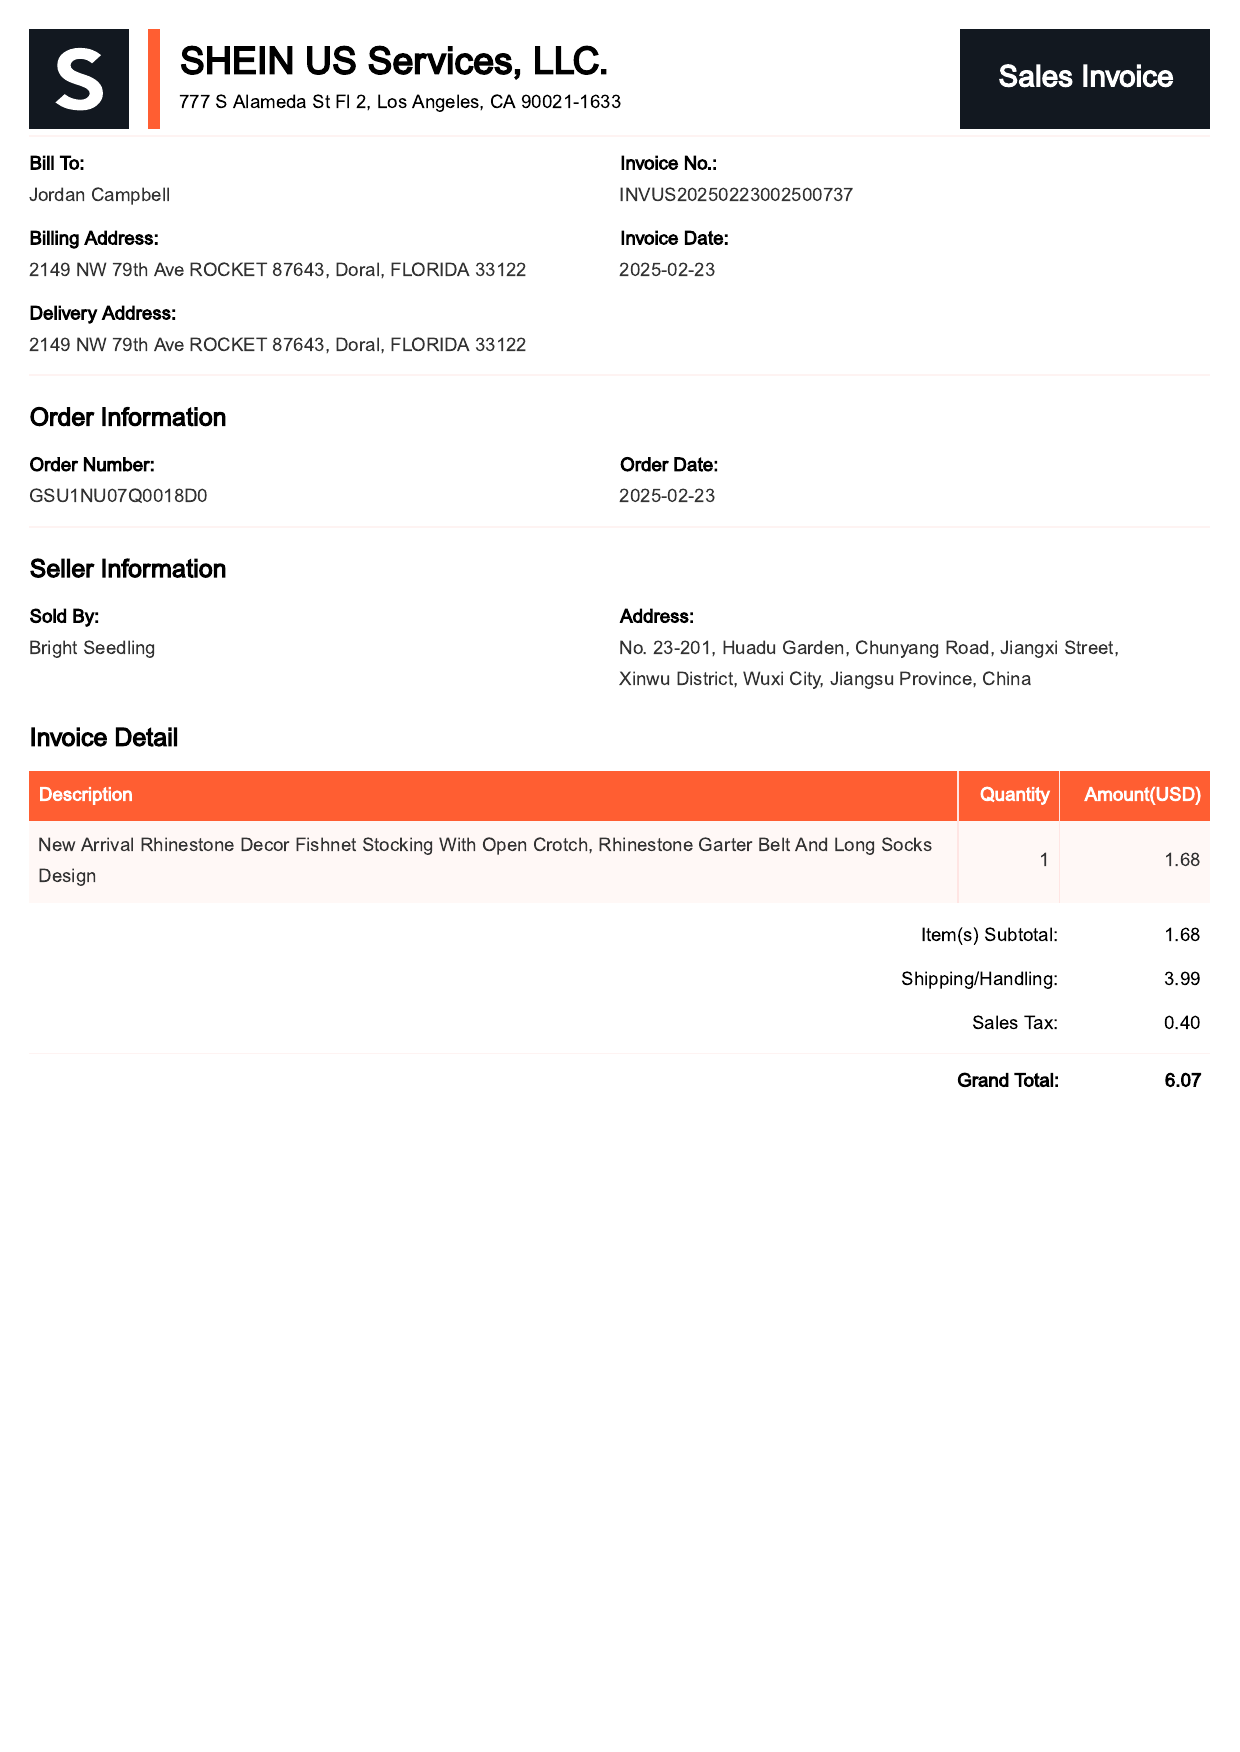 S
SHEIN US Services, LLC.
777 S Alameda St Fl 2, Los Angeles, CA 90021-1633
Sales Invoice
Bill To:
Jordan Campbell
Invoice No.:
INVUS20250223002500737
Billing Address:
2149 NW 79th Ave ROCKET 87643, Doral, FLORIDA 33122
Invoice Date:
2025-02-23
Delivery Address:
2149 NW 79th Ave ROCKET 87643, Doral, FLORIDA 33122
Order Information
Order Number:
GSU1NU07Q0018D0
Order Date:
2025-02-23
Seller Information
Sold By:
Bright Seedling
Address:
No. 23-201, Huadu Garden, Chunyang Road, Jiangxi Street,
Xinwu District, Wuxi City, Jiangsu Province, China
Invoice Detail
Description Quantity Amount(USD)
New Arrival Rhinestone Decor Fishnet Stocking With Open Crotch, Rhinestone Garter Belt And Long Socks
Design
1 1.68
Item(s) Subtotal: 1.68
Shipping/Handling: 3.99
Sales Tax: 0.40
Grand Total: 6.07